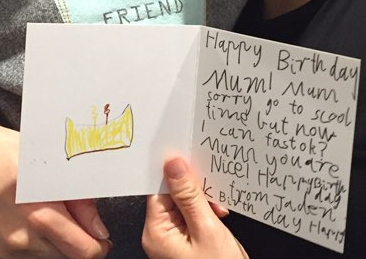 FRIEND
Happy Birthday
Mum! Mum
sorry go to scool
time but now
I can fastok?
Mum you are
Nice! Happy Birth
day
from Jaden
K Birth day Happy